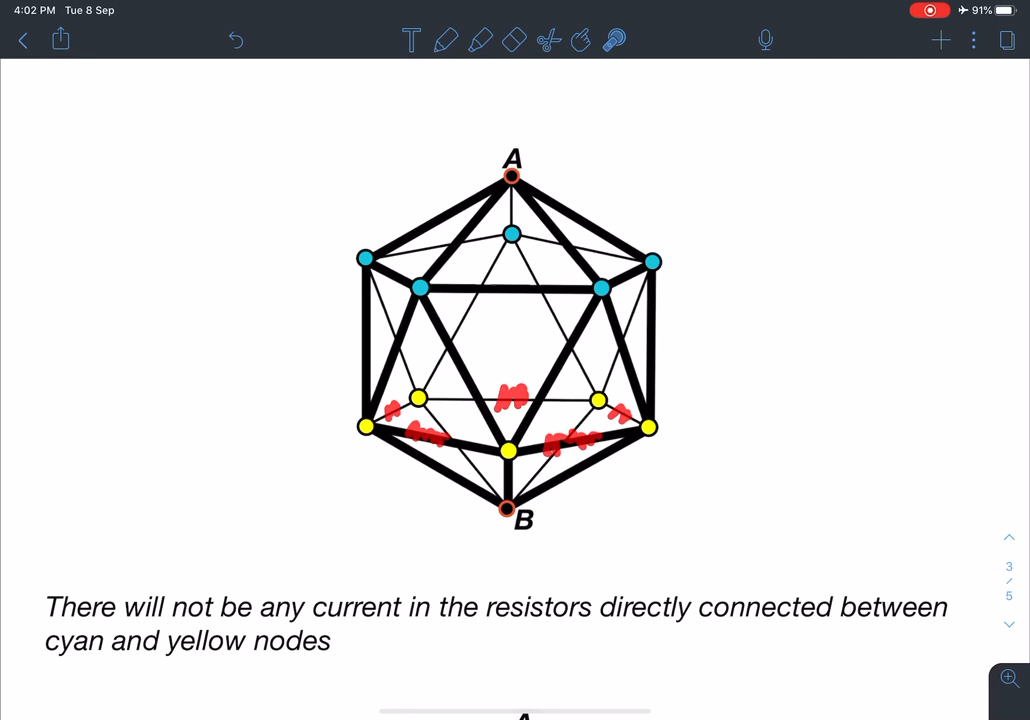 4:02 PM Tue 8 Sep
91%
T
A
B
3
/
5
There will not be any current in the resistors directly connected between
cyan and yellow nodes
A